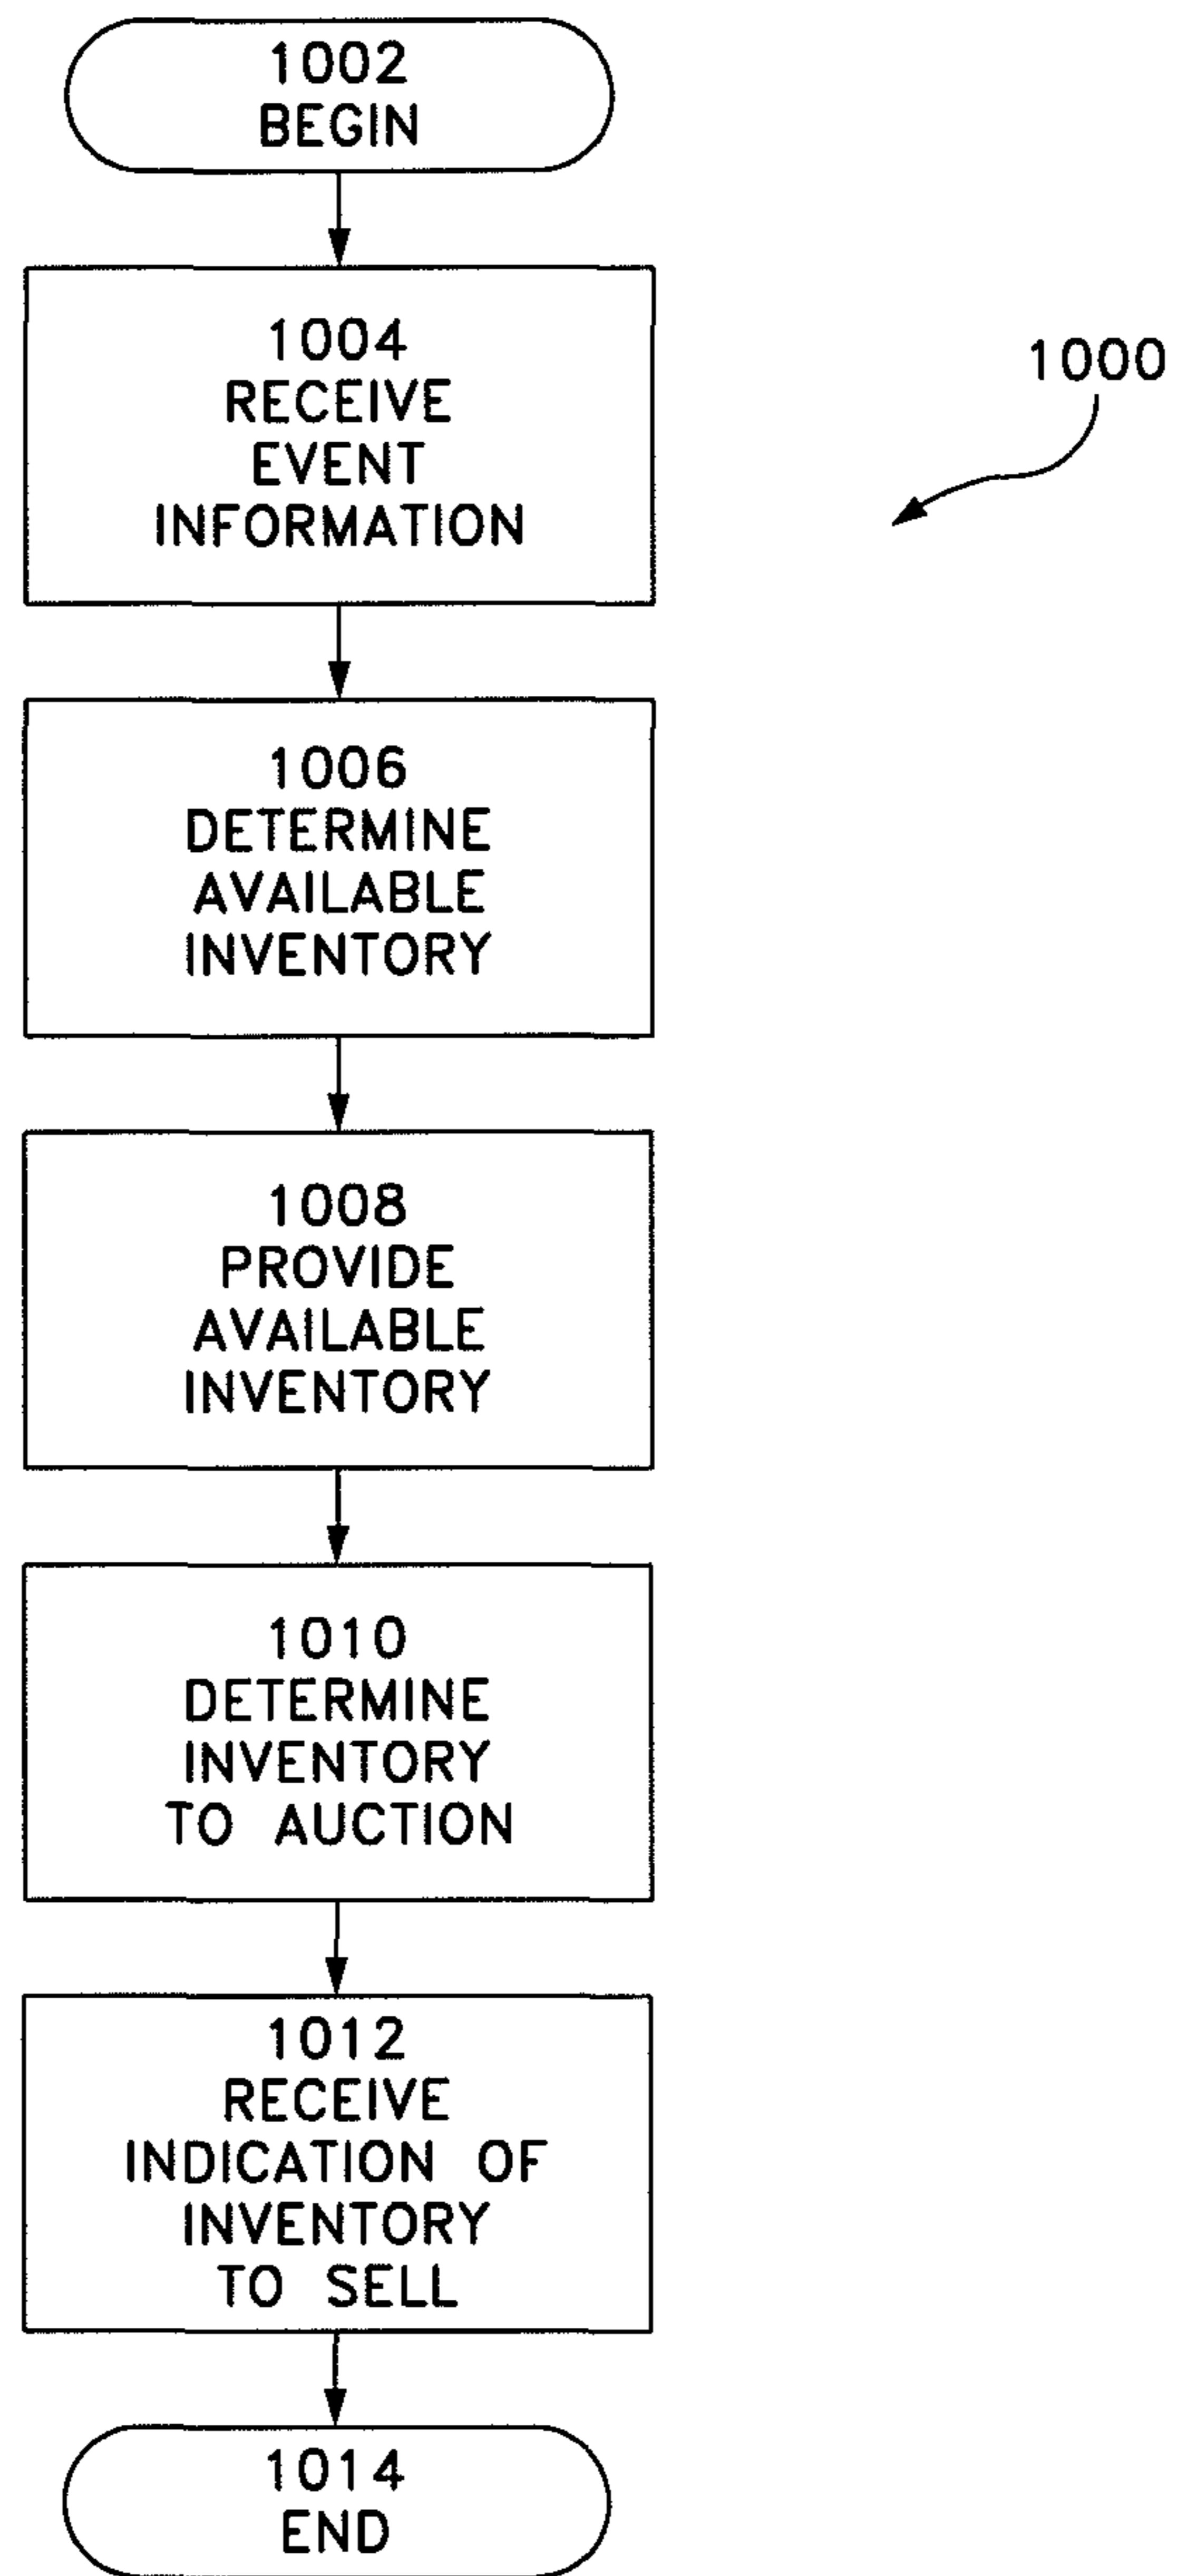 1002
BEGIN
1004
RECEIVE
EVENT
INFORMATION
1000
1006
DETERMINE
AVAILABLE
INVENTORY
1008
PROVIDE
AVAILABLE
INVENTORY
1010
DETERMINE
INVENTORY
TO AUCTION
1012
RECEIVE
INDICATION OF
INVENTORY
TO SELL
1014
END